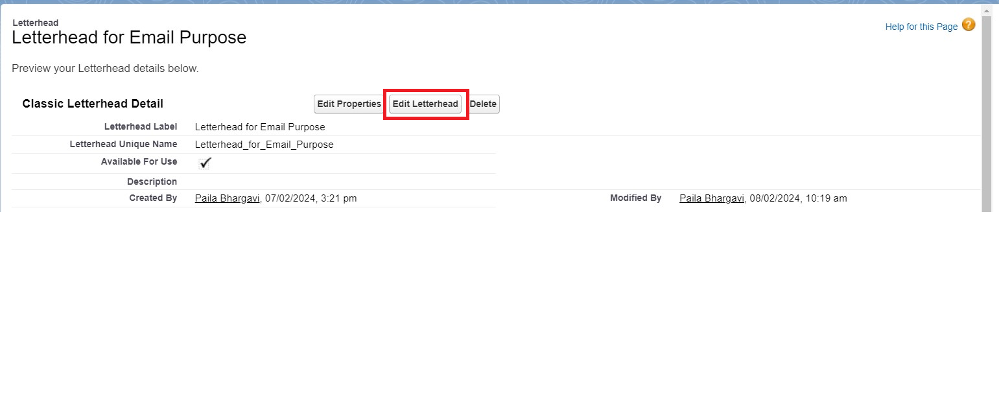 Letterhead
Letterhead for Email Purpose
Help for this Page ?
Preview your Letterhead details below.
Classic Letterhead Detail Edit Properties Edit Letterhead Delete
Letterhead Label Letterhead for Email Purpose
Letterhead Unique Name Letterhead_for_Email_Purpose
Available For Use
Description
Created By Paila Bhargavi, 07/02/2024, 3:21 pm Modified By Paila Bhargavi, 08/02/2024, 10:19 am